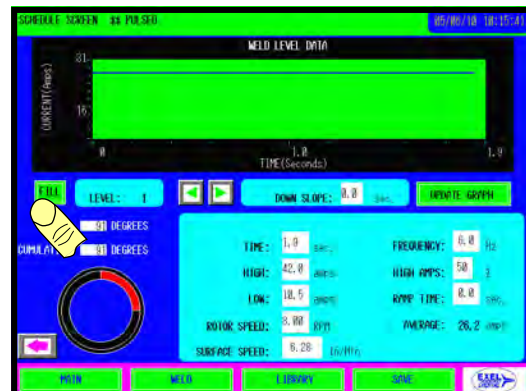 SCHEDULE SCREEN ** PULSED 05/06/10 10:15:41
WELD LEVEL DATA
31
CURRENT(Amps)
16
0 1.0 1.9
TIME(Seconds)
FILL LEVEL: 1 DOWN SLOPE: 0.0 sec. UPDATE GRAPH
91 DEGREES
91 DEGREES
TIME: 1.9 sec. FREQUENCY: 6.0 Hz
HIGH: 42.0 amps HIGH AMPS: 50
LOW: 10.5 amps RAMP TIME: 0.0 sec.
ROTOR SPEED: 8.00 RPM AVERAGE: 26.2 amps
SURFACE SPEED: 6.28 in/Min
MAIN WELD LIBRARY SAVE EXEL